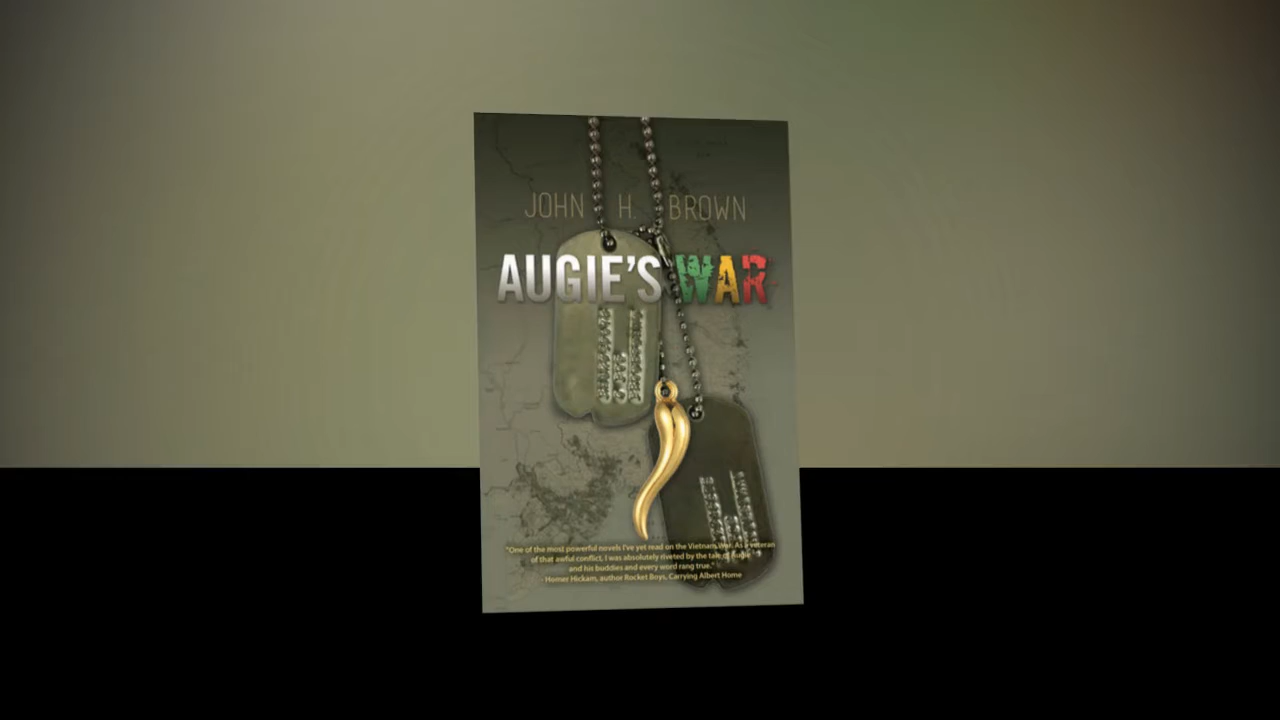 JOHN H. BROWN
AUGIE'S WAR
"One of the most powerful novels I've yet read on the Vietnam War. As a veteran
of that awful conflict, I was absolutely riveted by the tale of Augie
and his buddies and every word rang true."
- Homer Hickam, author Rocket Boys, Carrying Albert Home